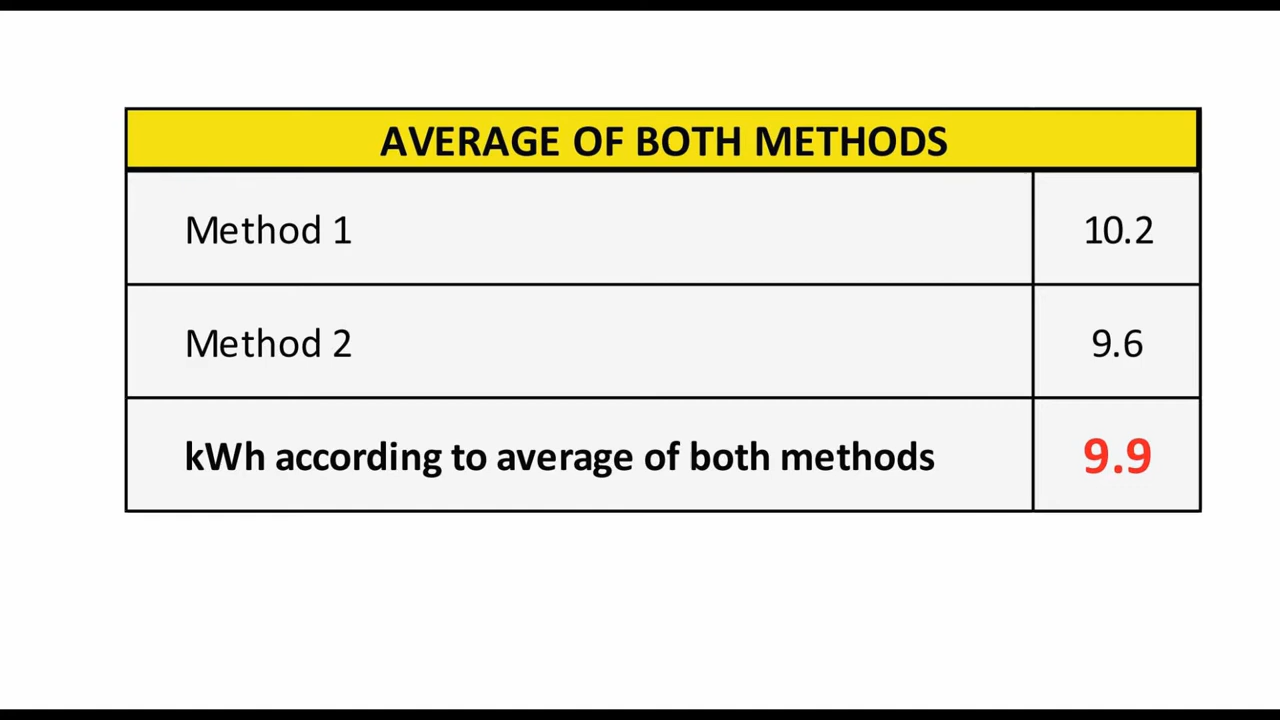 AVERAGE OF BOTH METHODS
Method 1 10.2
Method 2 9.6
kWh according to average of both methods 9.9